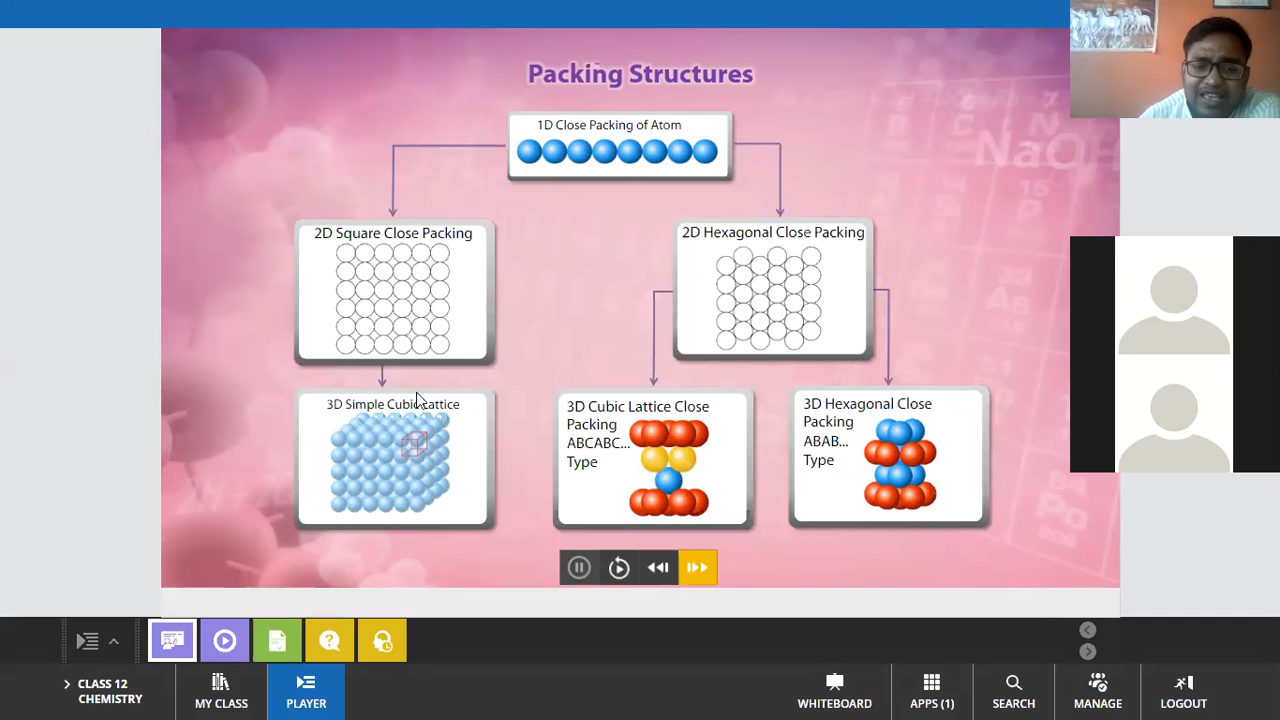 Packing Structures
1D Close Packing of Atom
2D Square Close Packing
2D Hexagonal Close Packing
3D Simple Cubic Lattice
3D Cubic Lattice Close
Packing
ABCABC...
Type
3D Hexagonal Close
Packing
ABAB...
Type
NaOH
15
P
CLASS 12
CHEMISTRY
MY CLASS
PLAYER
WHITEBOARD
APPS (1)
SEARCH
MANAGE
LOGOUT